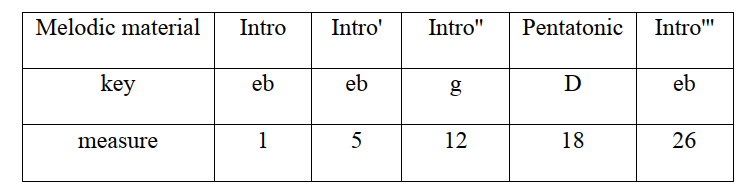 Melodic material Intro Intro' Intro" Pentatonic Intro"'
key eb eb g D eb
measure 1 5 12 18 26